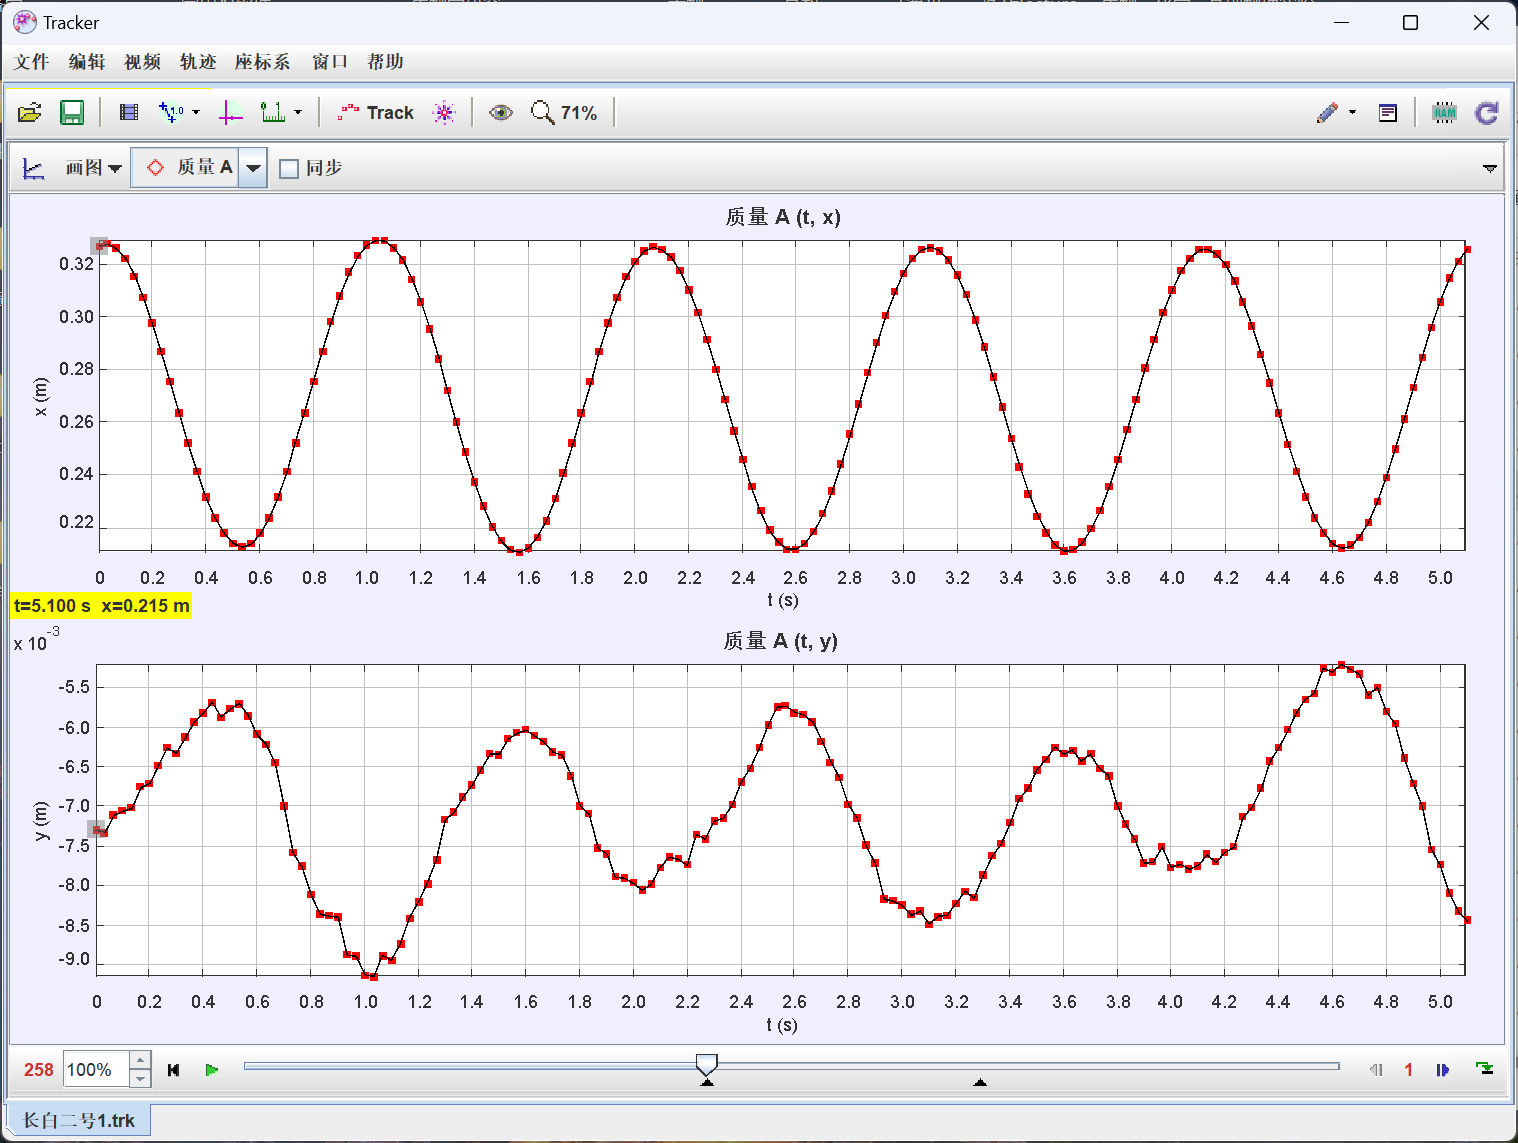 Tracker
文件 编辑 视频 轨迹 座标系 窗口 帮助
Track 71% RAM
画图 质量 A 同步
质量 A (t, x)
0.32
0.30
0.28
0.26
0.24
0.22
x (m)
0 0.2 0.4 0.6 0.8 1.0 1.2 1.4 1.6 1.8 2.0 2.2 2.4 2.6 2.8 3.0 3.2 3.4 3.6 3.8 4.0 4.2 4.4 4.6 4.8 5.0
t (s)
t=5.100 s x=0.215 m
x 10-3
质量 A (t, y)
-5.5
-6.0
-6.5
-7.0
-7.5
-8.0
-8.5
-9.0
y (m)
0 0.2 0.4 0.6 0.8 1.0 1.2 1.4 1.6 1.8 2.0 2.2 2.4 2.6 2.8 3.0 3.2 3.4 3.6 3.8 4.0 4.2 4.4 4.6 4.8 5.0
t (s)
258 100% 1
长白二号1.trk